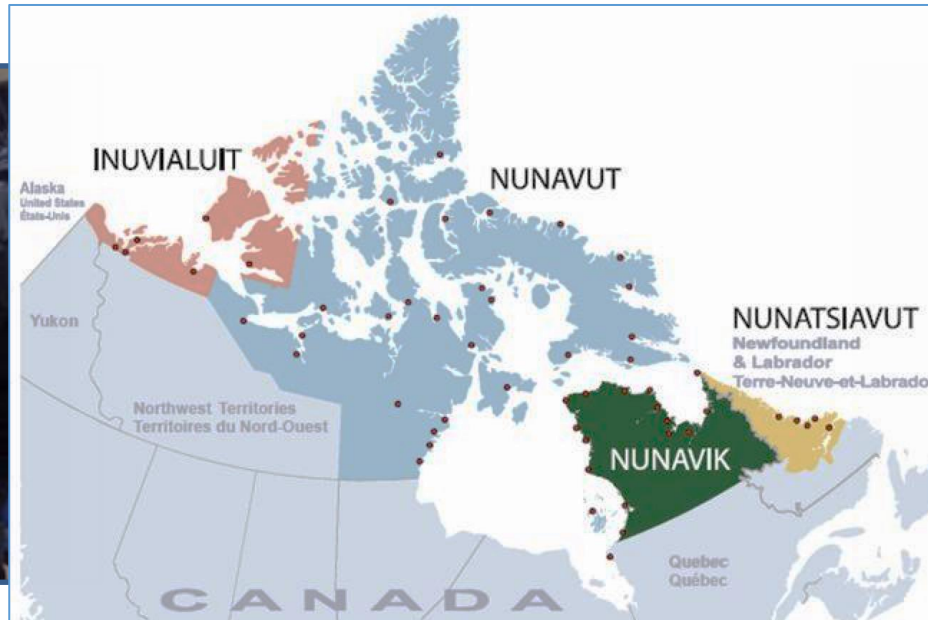 INUVIALUIT
NUNAVUT
Alaska
United States
États-Unis
Yukon
NUNATSIAVUT
Newfoundland
& Labrador
Terre-Neuve-et-Labrado
Northwest Territories
Territoires du Nord-Ouest
NUNAVIK
Quebec
Québec
CANADA